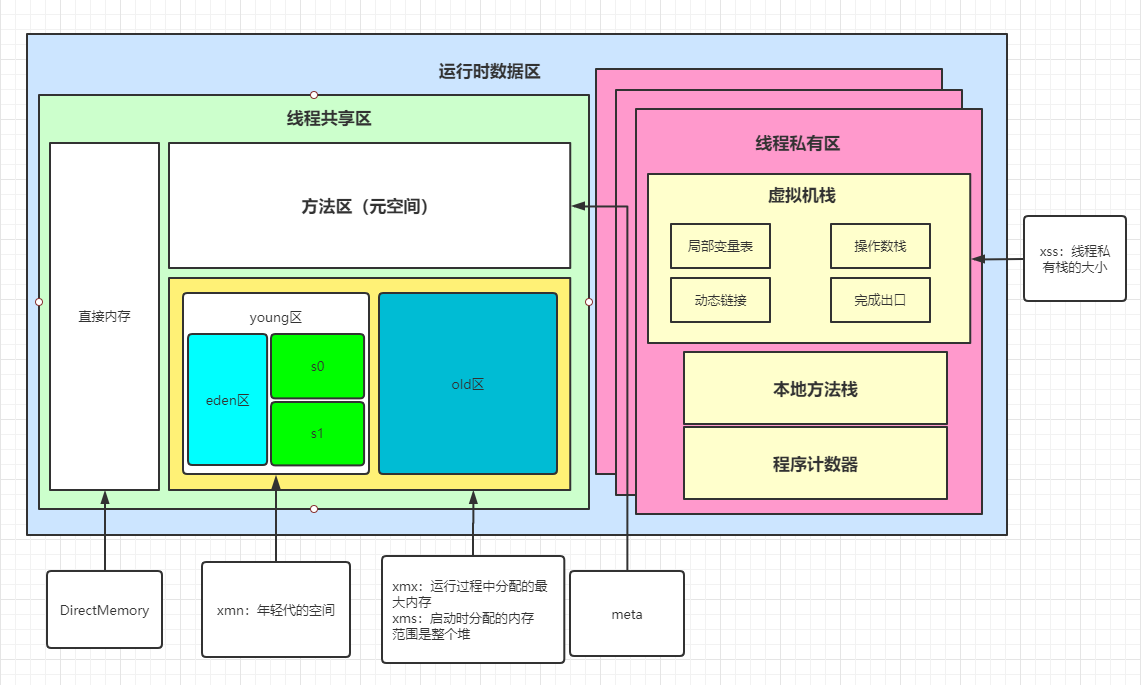 运行时数据区
线程共享区
直接内存
方法区（元空间）
young区
eden区
s0
s1
old区
线程私有区
虚拟机栈
局部变量表
操作数栈
动态链接
完成出口
本地方法栈
程序计数器
xss：线程私
有栈的大小
DirectMemory
xmn：年轻代的空间
xmx：运行过程中分配的最
大内存
xms：启动时分配的内存
范围是整个堆
meta